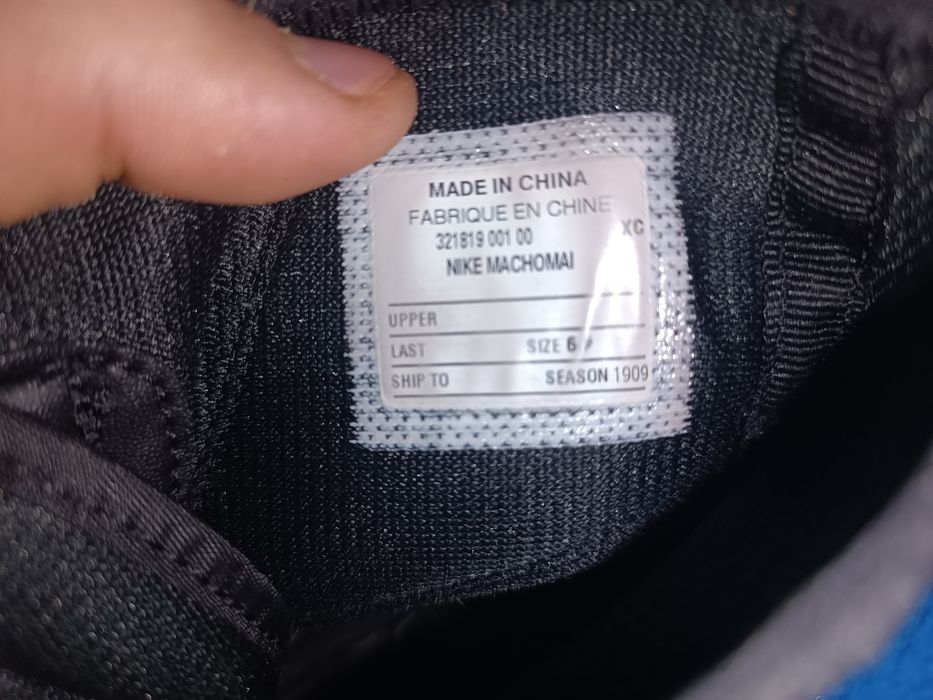 MADE IN CHINA
FABRIQUE EN CHINE
321819 001 00 XC
NIKE MACHOMAI
UPPER
LAST SIZE 6
SHIP TO SEASON 1909